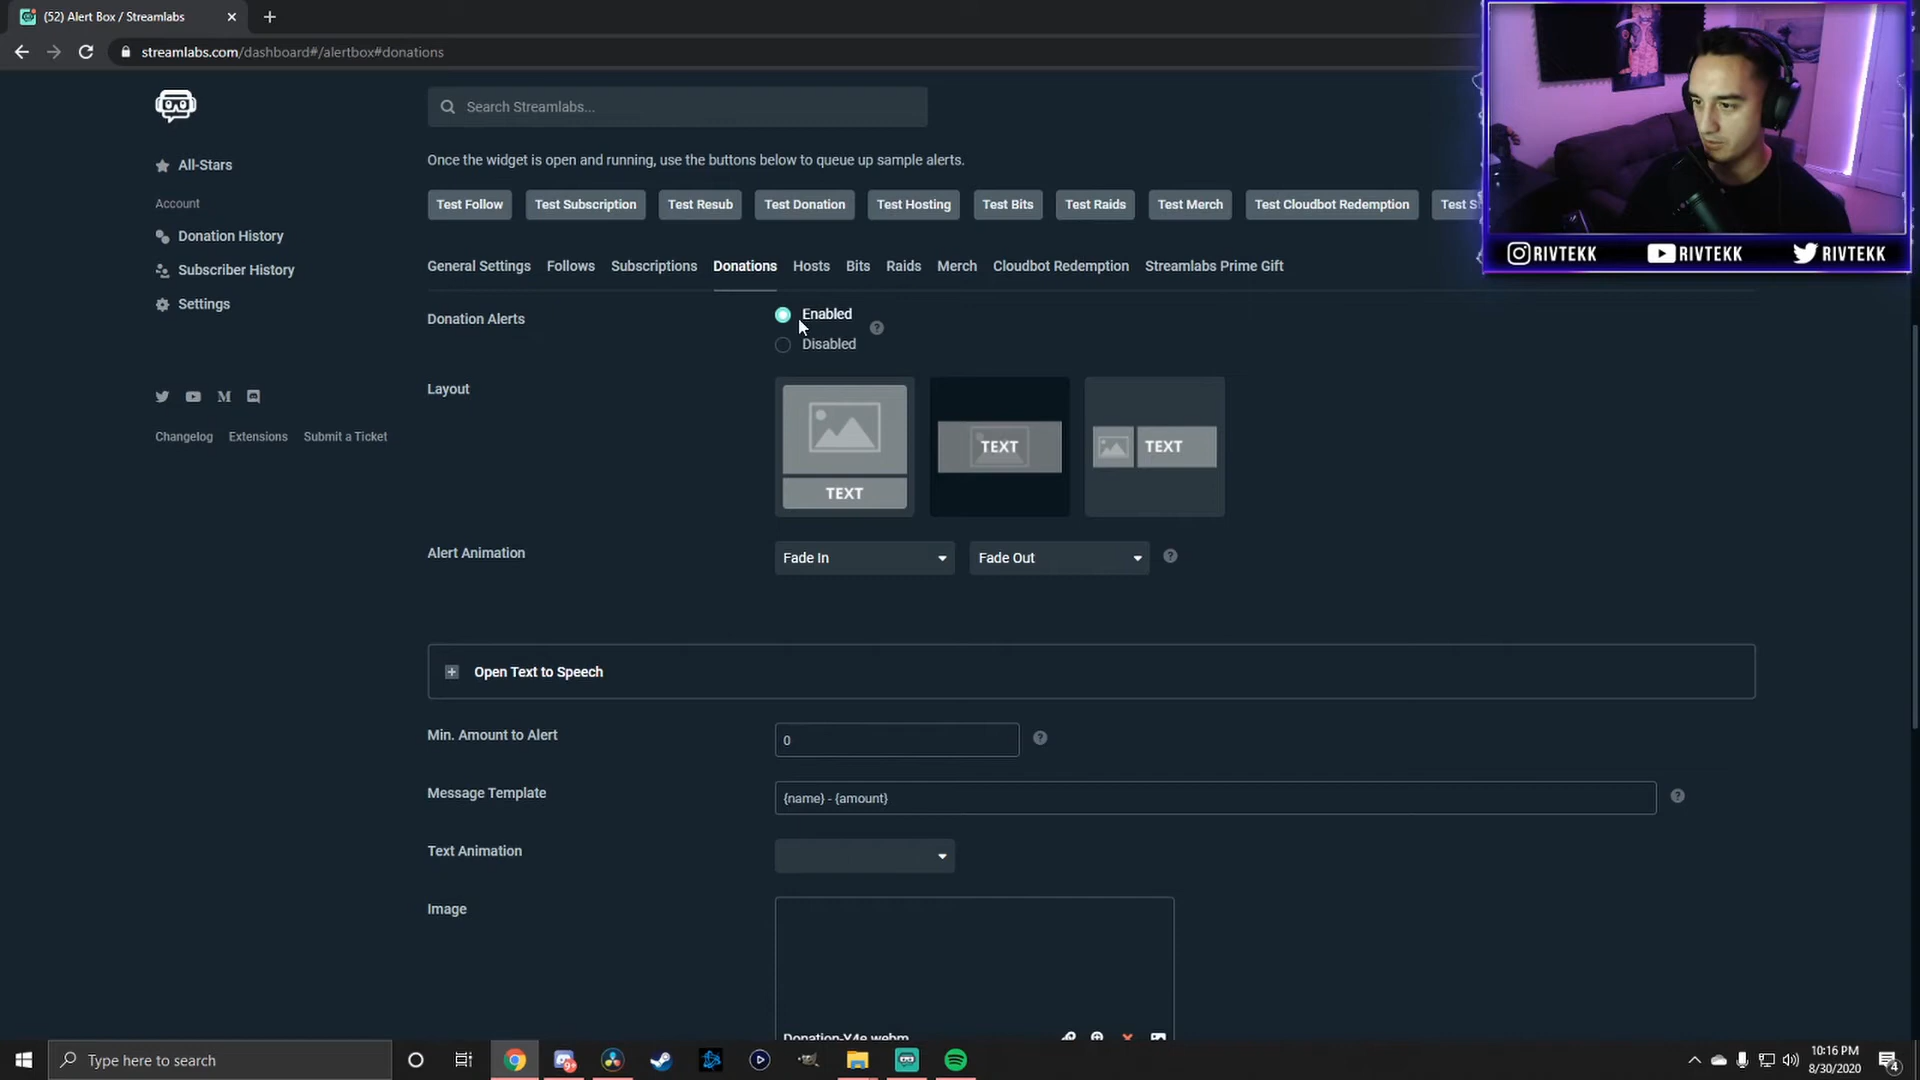 (52) Alert Box / Streamlabs
streamlabs.com/dashboard#/alertbox#donations
RIVTEKK RIVTEKK RIVTEKK
Search Streamlabs...
All-Stars
Account
Donation History
Subscriber History
Settings
Changelog Extensions Submit a Ticket
Once the widget is open and running, use the buttons below to queue up sample alerts.
Test Follow Test Subscription Test Resub Test Donation Test Hosting Test Bits Test Raids Test Merch Test Cloudbot Redemption Test S
General Settings Follows Subscriptions Donations Hosts Bits Raids Merch Cloudbot Redemption Streamlabs Prime Gift
Donation Alerts
Enabled
Disabled
Layout
TEXT
TEXT
TEXT
Alert Animation
Fade In Fade Out
Open Text to Speech
Min. Amount to Alert
0
Message Template
{name} - {amount}
Text Animation
Image
Donation-Y4e.webm
Type here to search
10:16 PM
8/30/2020
4